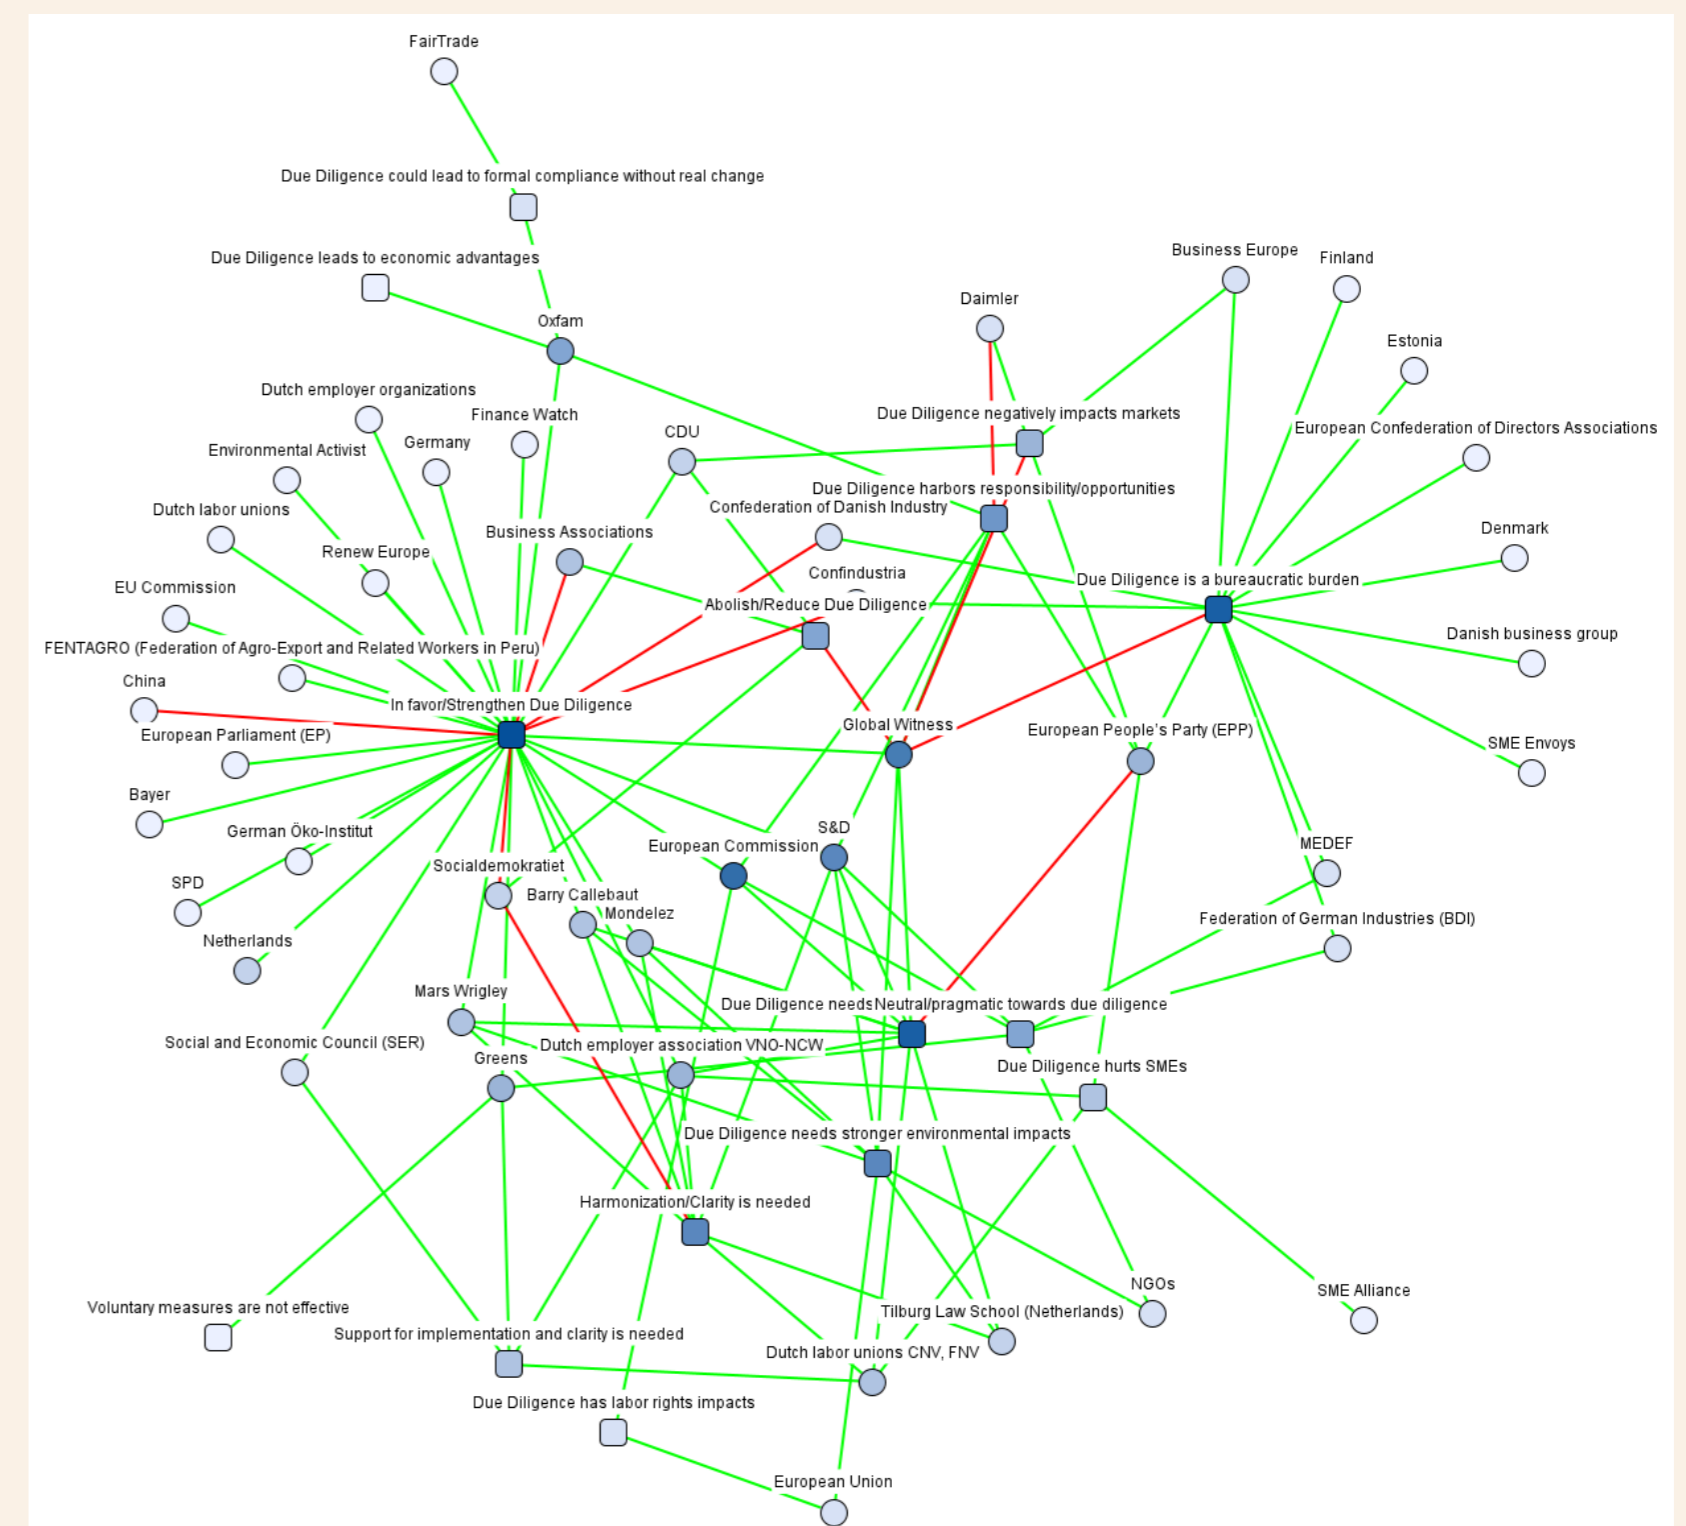 FairTrade
Due Diligence could lead to formal compliance without real change
Due Diligence leads to economic advantages
Business Europe
Finland
Daimler
Oxfam
Estonia
Dutch employer organizations
Finance Watch
Due Diligence negatively impacts markets
European Confederation of Directors Associations
CDU
Germany
Environmental Activist
Due Diligence harbors responsibility/opportunities
Confederation of Danish Industry
Dutch labor unions
Denmark
Business Associations
Renew Europe
Confindustria
Due Diligence is a bureaucratic burden
EU Commission
Abolish/Reduce Due Diligence
Danish business group
FENTAGRO (Federation of Agro-Export and Related Workers in Peru)
China
In favor/Strengthen Due Diligence
Global Witness
European People's Party (EPP)
European Parliament (EP)
SME Envoys
Bayer
German Öko-Institut
S&D
European Commission
MEDEF
Socialdemokratiet
SPD
Barry Callebaut
Mondelez
Federation of German Industries (BDI)
Netherlands
Mars Wrigley
Due Diligence needs
Neutral/pragmatic towards due diligence
Social and Economic Council (SER)
Dutch employer association VNO-NCW
Greens
Due Diligence hurts SMEs
Due Diligence needs stronger environmental impacts
Harmonization/Clarity is needed
NGOs
SME Alliance
Voluntary measures are not effective
Tilburg Law School (Netherlands)
Support for implementation and clarity is needed
Dutch labor unions CNV, FNV
Due Diligence has labor rights impacts
European Union